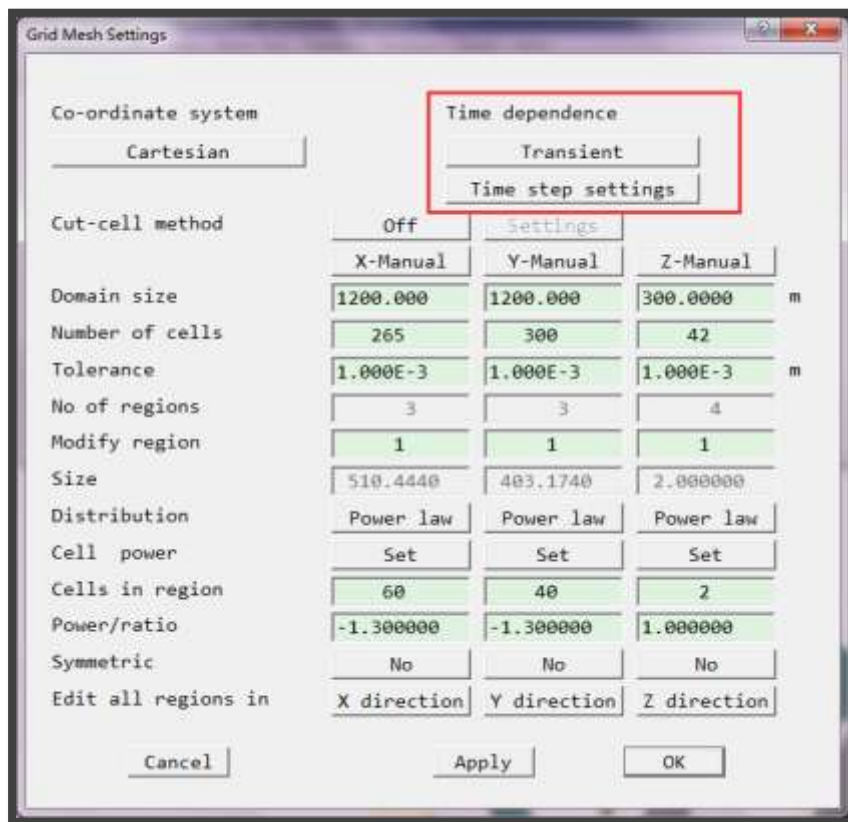 Grid Mesh Settings
Co-ordinate system Time dependence
Cartesian Transient
Time step settings
Cut-cell method Off Settings
X-Manual Y-Manual Z-Manual
Domain size 1200.000 1200.000 300.0000 m
Number of cells 265 300 42
Tolerance 1.000E-3 1.000E-3 1.000E-3 m
No of regions 3 3 4
Modify region 1 1 1
Size 510.4440 403.1740 2.000000
Distribution Power law Power law Power law
Cell power Set Set Set
Cells in region 60 40 2
Power/ratio -1.300000 -1.300000 1.000000
Symmetric No No No
Edit all regions in X direction Y direction Z direction
Cancel Apply OK